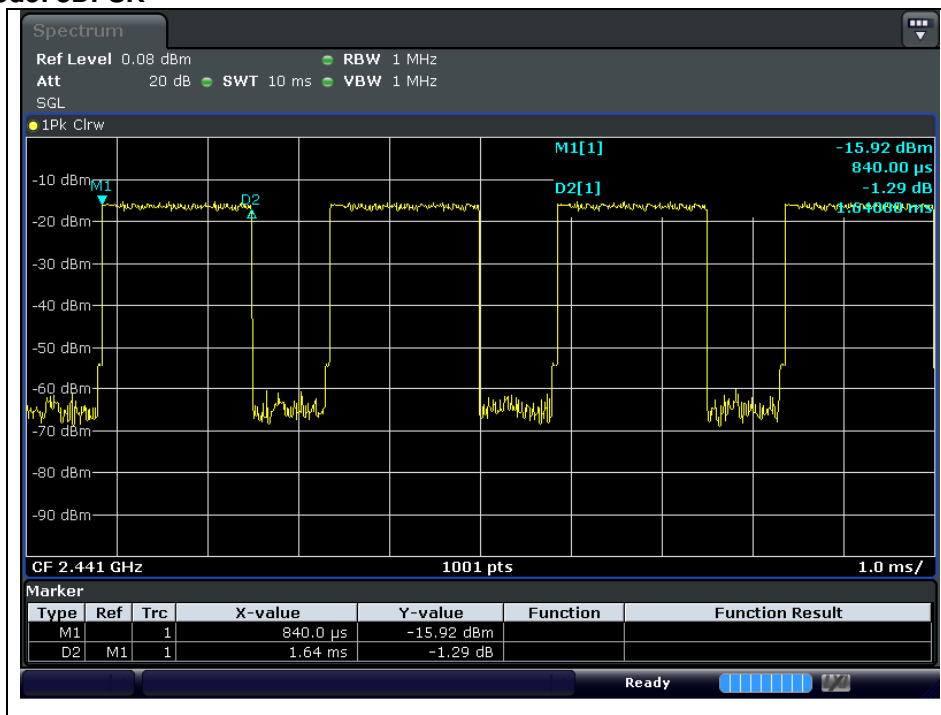 Spectrum
Ref Level 0.08 dBm RBW 1 MHz
Att 20 dB SWT 10 ms VBW 1 MHz
SGL
1Pk Clrw
M1[1] -15.92 dBm
840.00 µs
D2[1] -1.29 dB
1.64000 ms
M1
D2
-10 dBm
-20 dBm
-30 dBm
-40 dBm
-50 dBm
-60 dBm
-70 dBm
-80 dBm
-90 dBm
CF 2.441 GHz 1001 pts 1.0 ms/
Marker
Type Ref Trc X-value Y-value Function Function Result
M1 1 840.0 µs -15.92 dBm
D2 M1 1 1.64 ms -1.29 dB
Ready